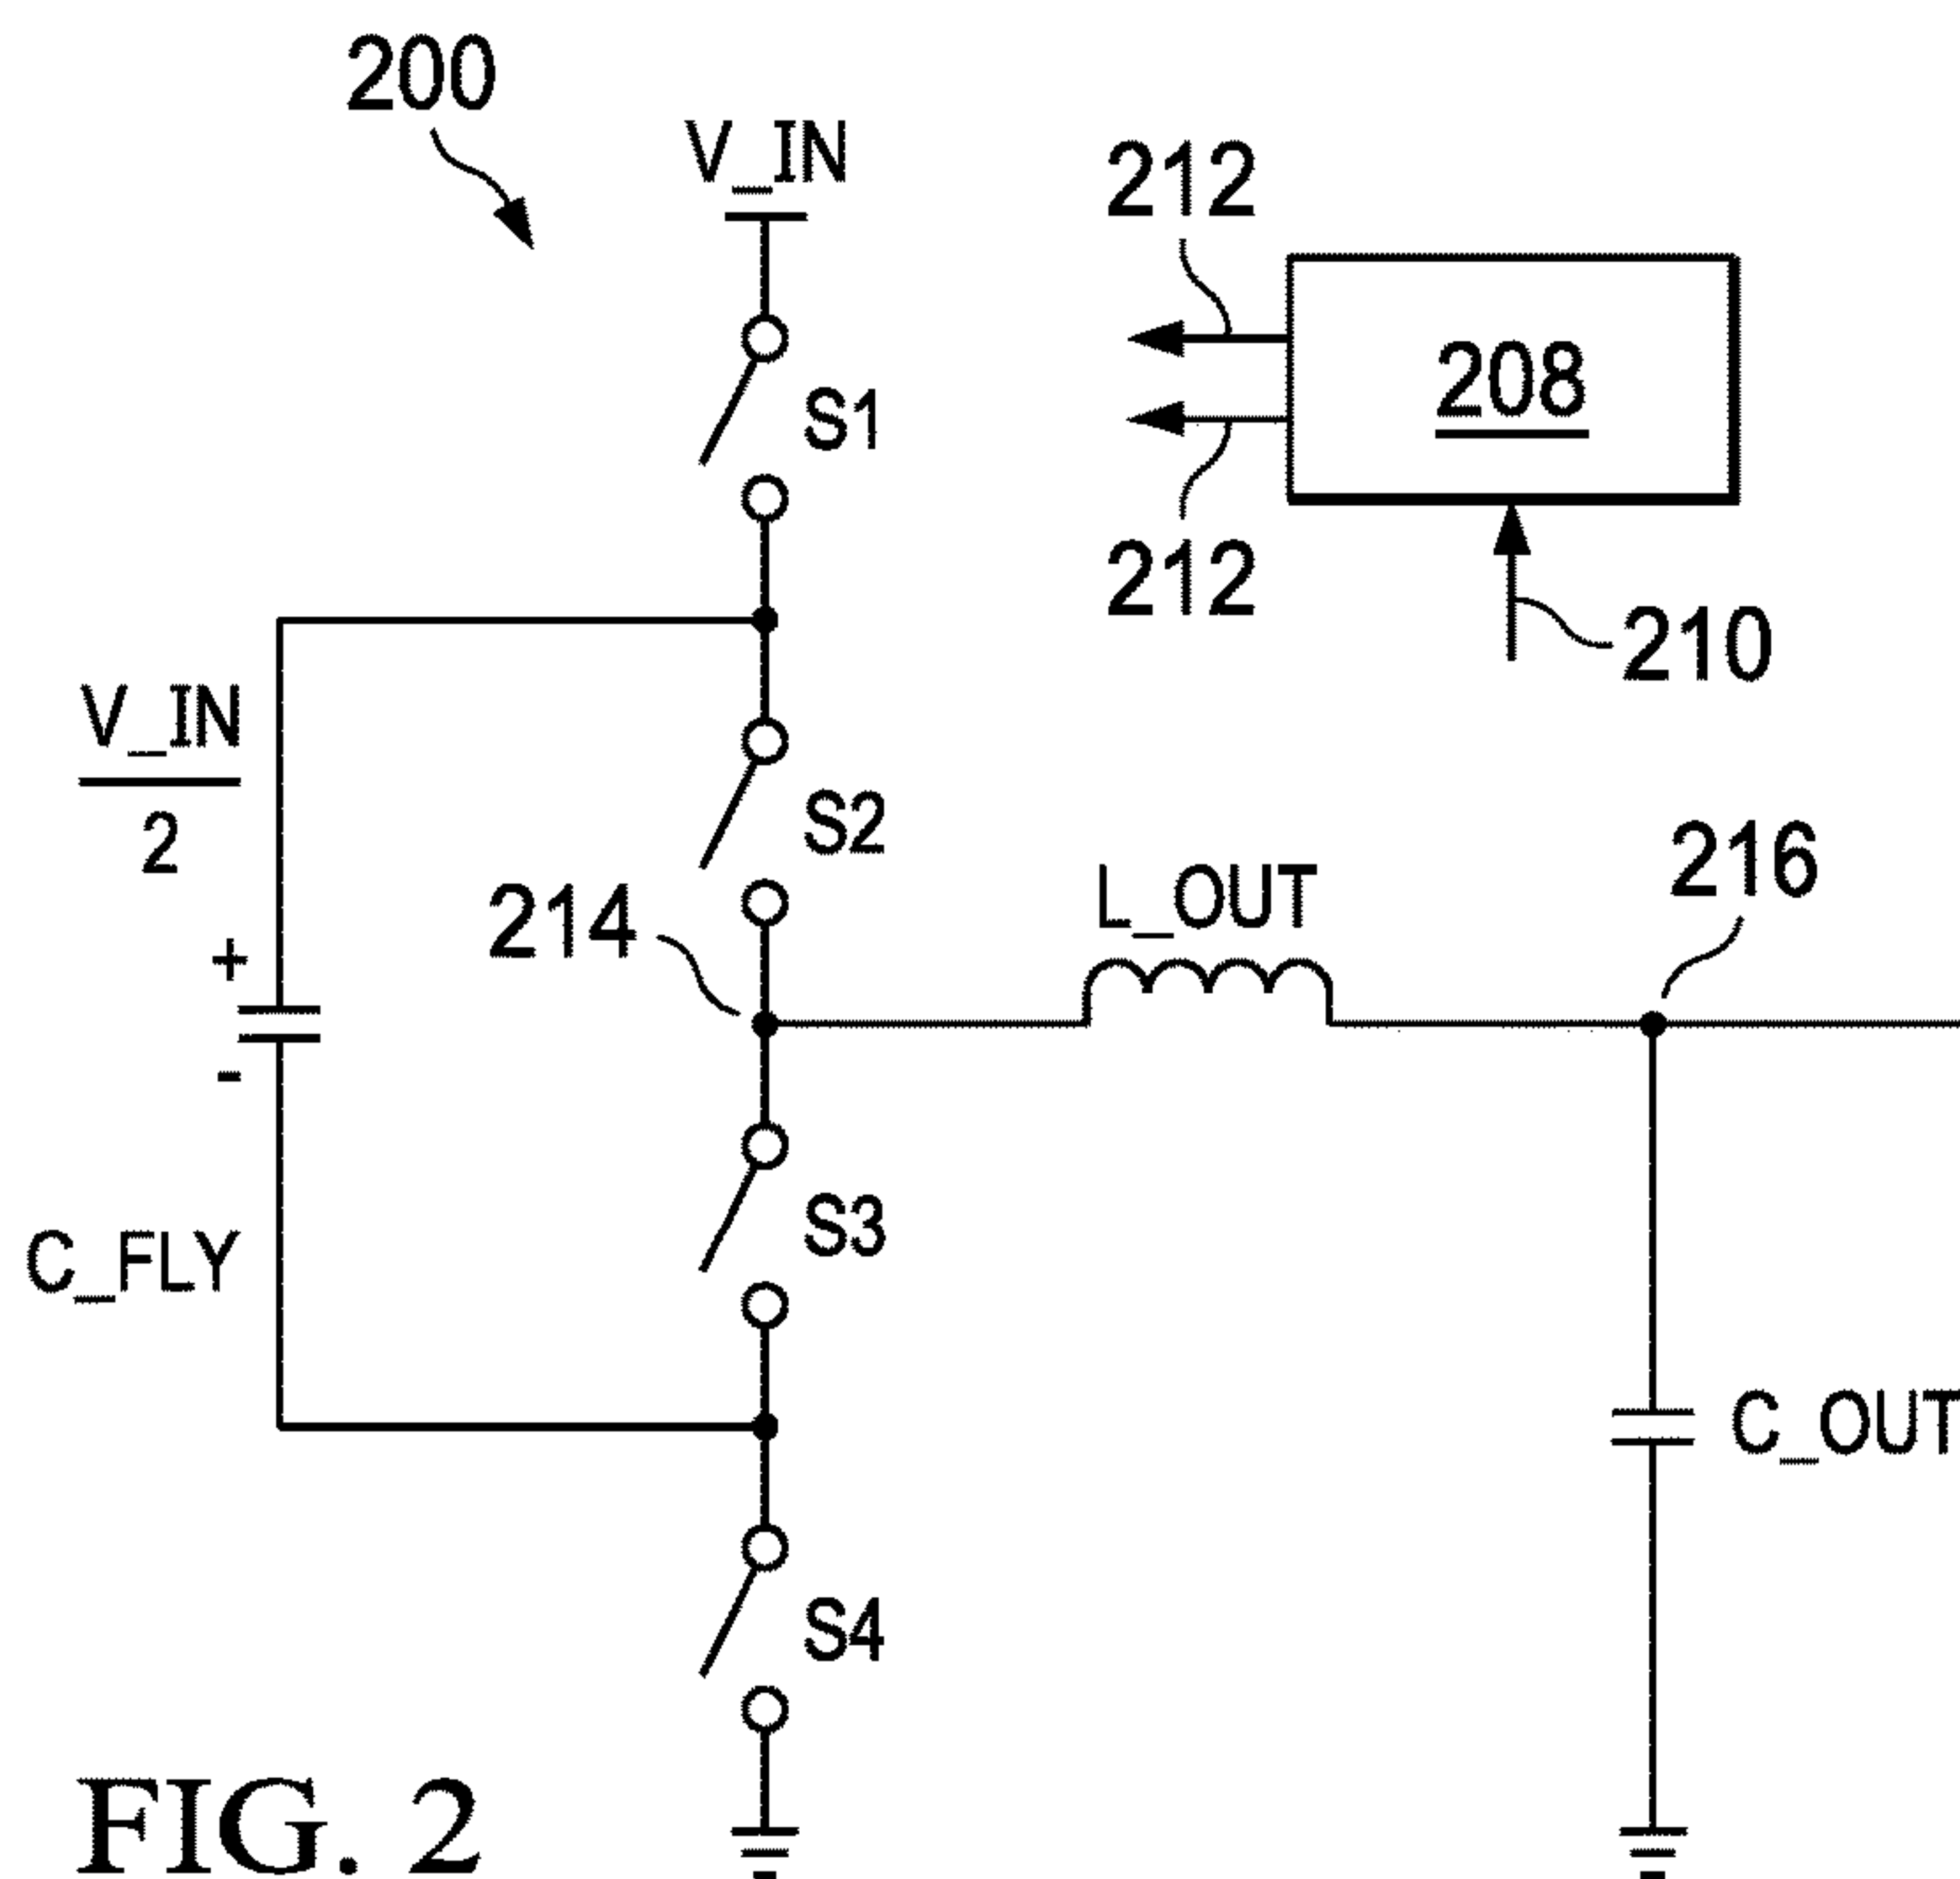 200
V_IN
212
208
S1
212
210
V_IN
2
S2
214
L_OUT
216
+
-
C_FLY
S3
C_OUT
S4
FIG. 2